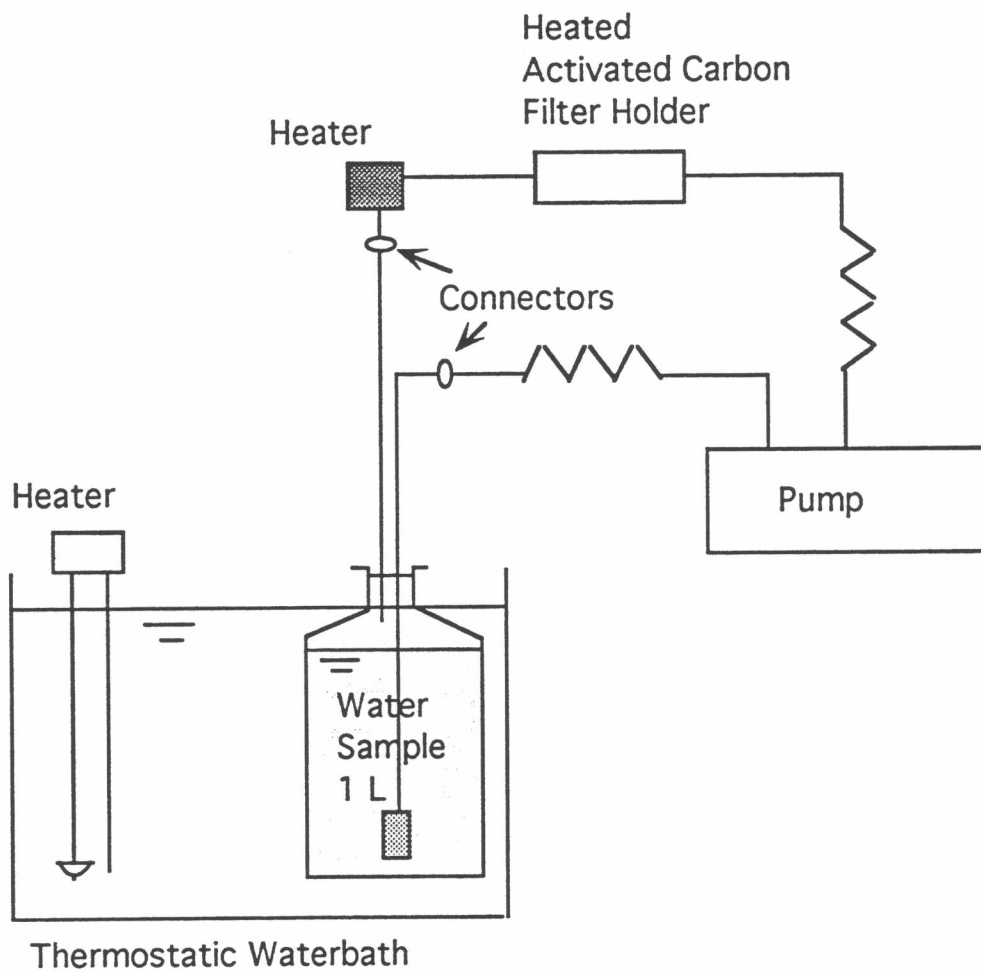 Heated
Activated Carbon
Filter Holder
Heater
Connectors
Heater
Pump
Water
Sample
1 L
Thermostatic Waterbath